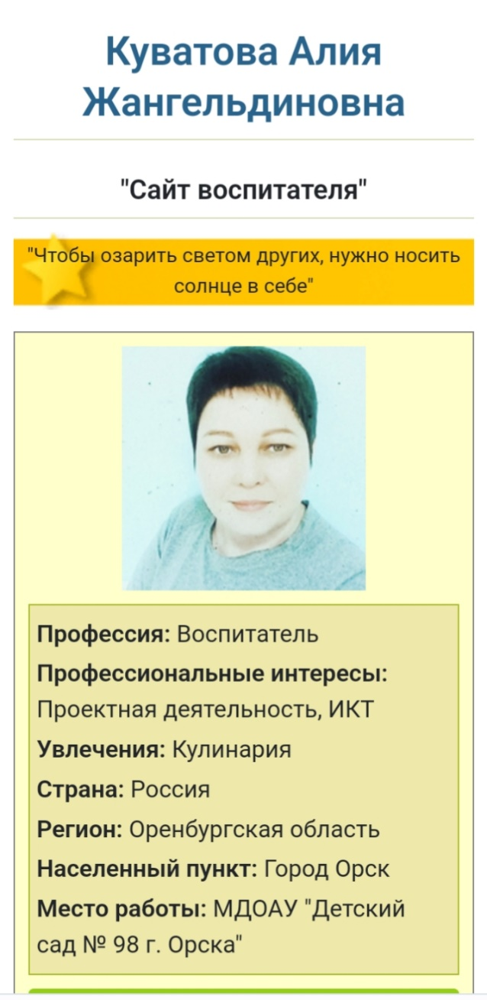 Куватова Алия
Жангельдиновна
"Сайт воспитателя"
"Чтобы озарить светом других, нужно носить
солнце в себе"
Профессия: Воспитатель
Профессиональные интересы:
Проектная деятельность, ИКТ
Увлечения: Кулинария
Страна: Россия
Регион: Оренбургская область
Населенный пункт: Город Орск
Место работы: МДОАУ "Детский
сад № 98 г. Орска"